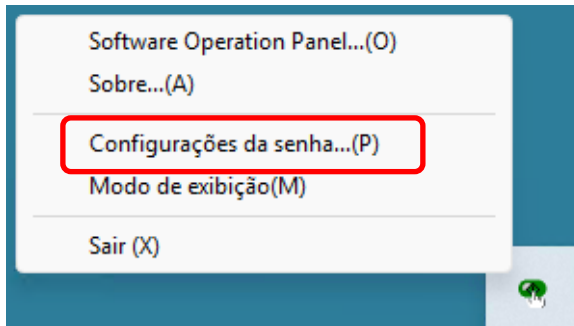 Software Operation Panel...(O)
Sobre...(A)
Configurações da senha...(P)
Modo de exibição(M)
Sair (X)